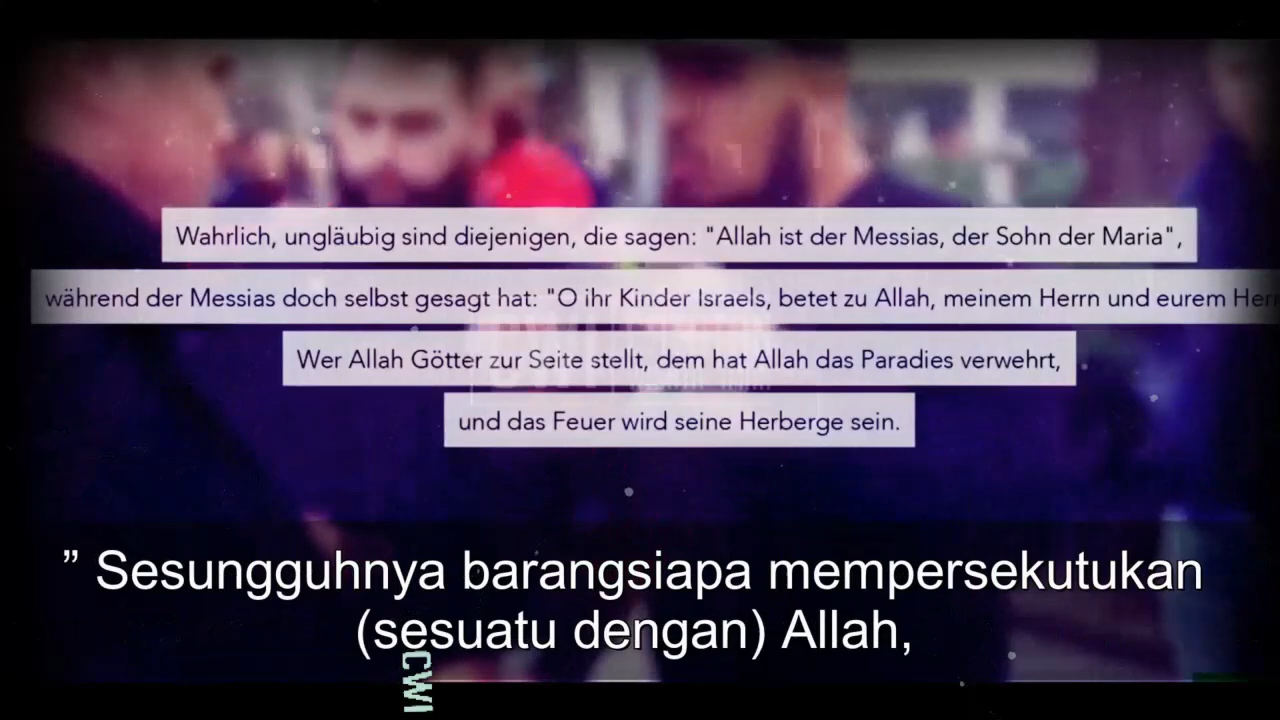 Wahrlich, ungläubig sind diejenigen, die sagen: "Allah ist der Messias, der Sohn der Maria",
während der Messias doch selbst gesagt hat: "O ihr Kinder Israels, betet zu Allah, meinem Herrn und eurem
Wer Allah Götter zur Seite stellt, dem hat Allah das Paradies verwehrt,
und das Feuer wird seine Herberge sein.
” Sesungguhnya barangsiapa mempersekutukan
(sesuatu dengan) Allah,
CWI